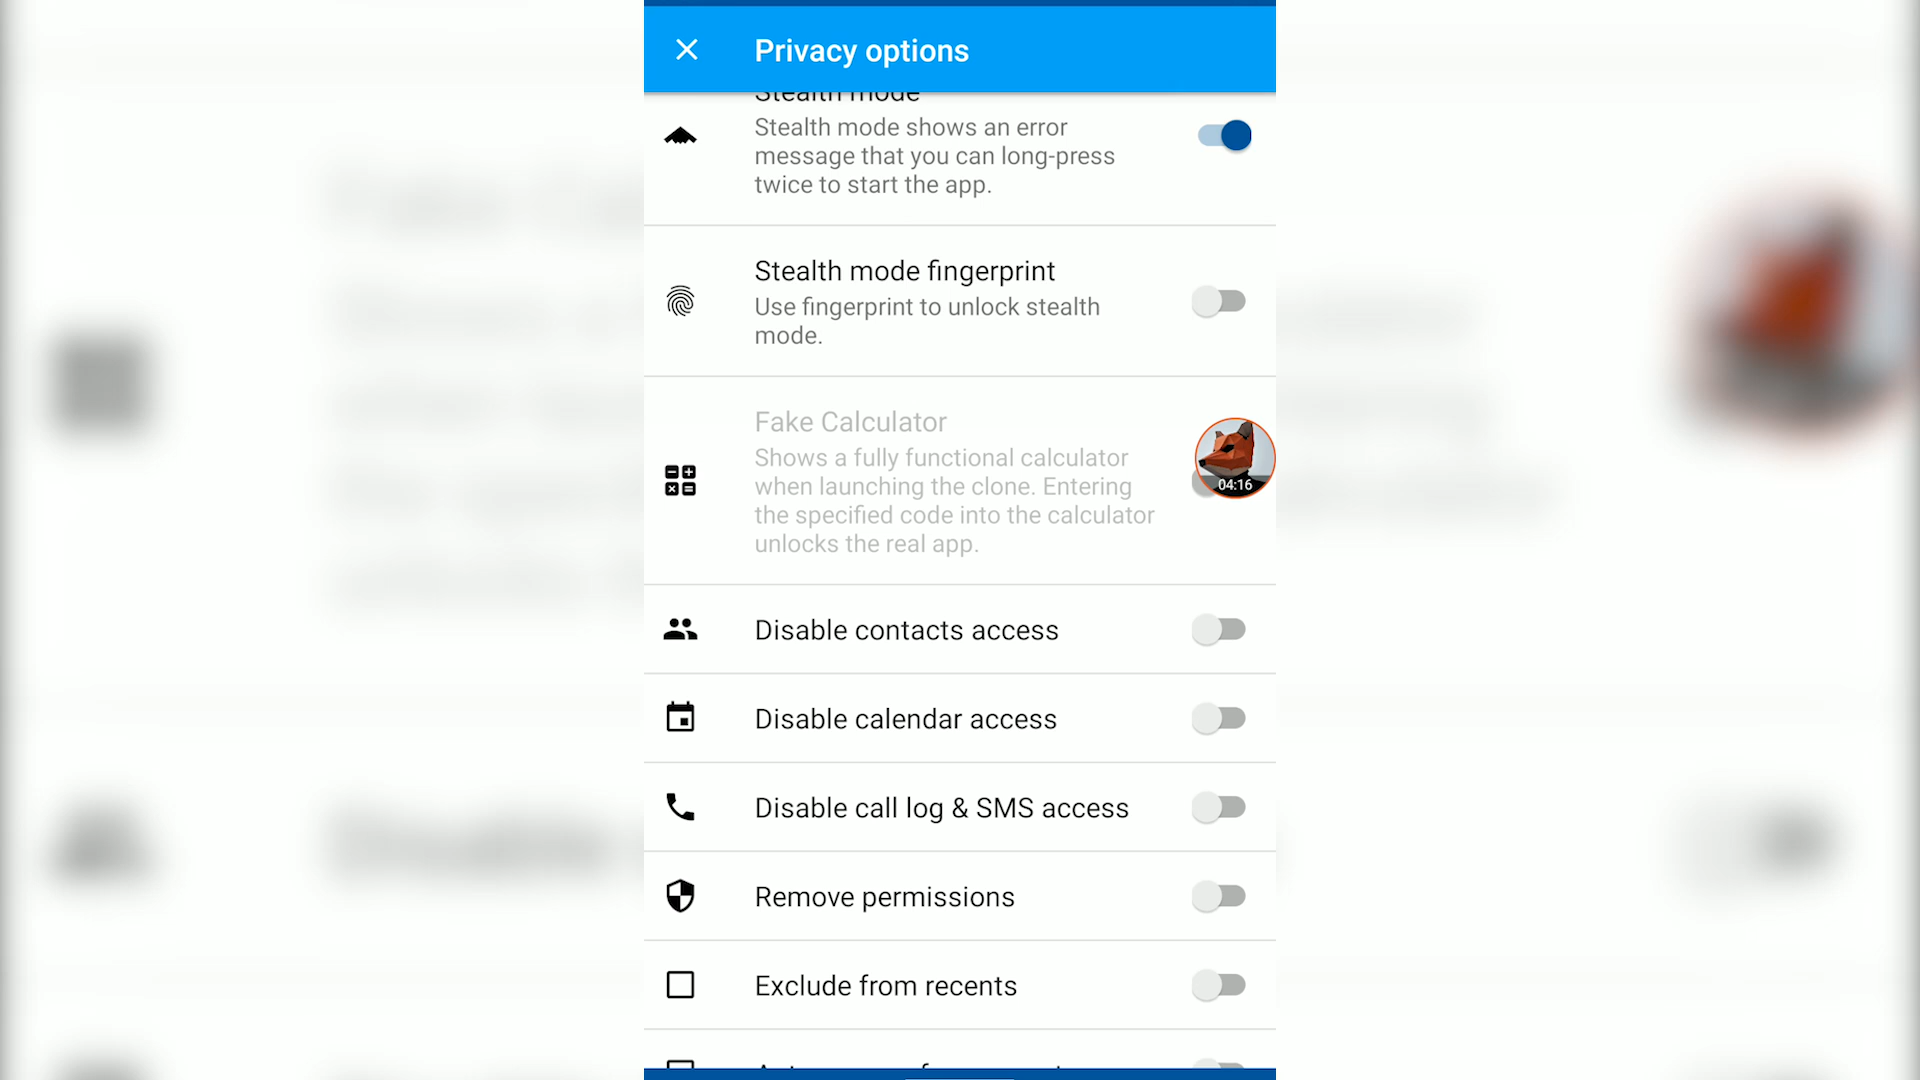 Privacy options
Stealth mode
Stealth mode shows an error
message that you can long-press
twice to start the app.
Stealth mode fingerprint
Use fingerprint to unlock stealth
mode.
Fake Calculator
Shows a fully functional calculator
when launching the clone. Entering
the specified code into the calculator
unlocks the real app.
04:16
Disable contacts access
Disable calendar access
Disable call log & SMS access
Remove permissions
Exclude from recents